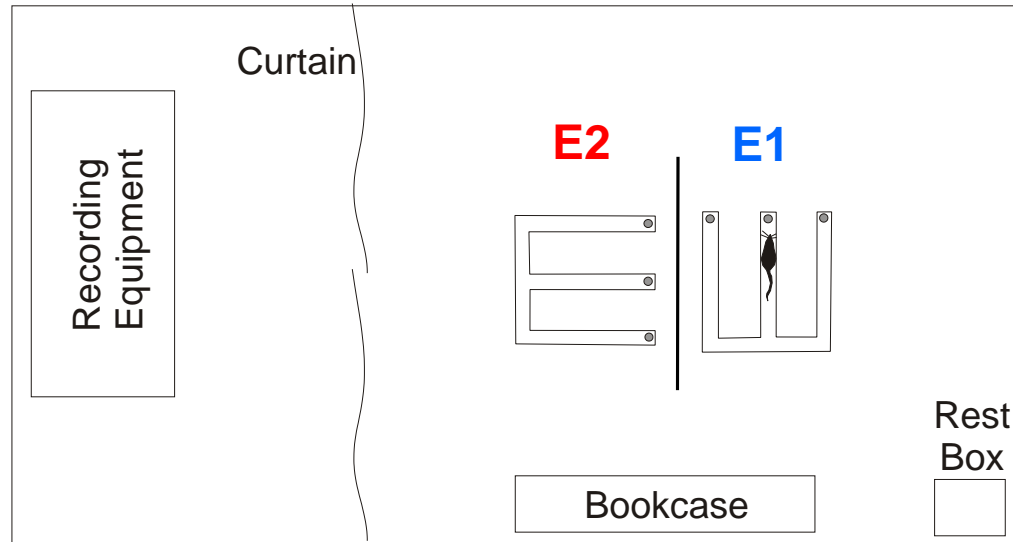 Curtain
Recording
Equipment
E2
E1
Rest
Box
Bookcase